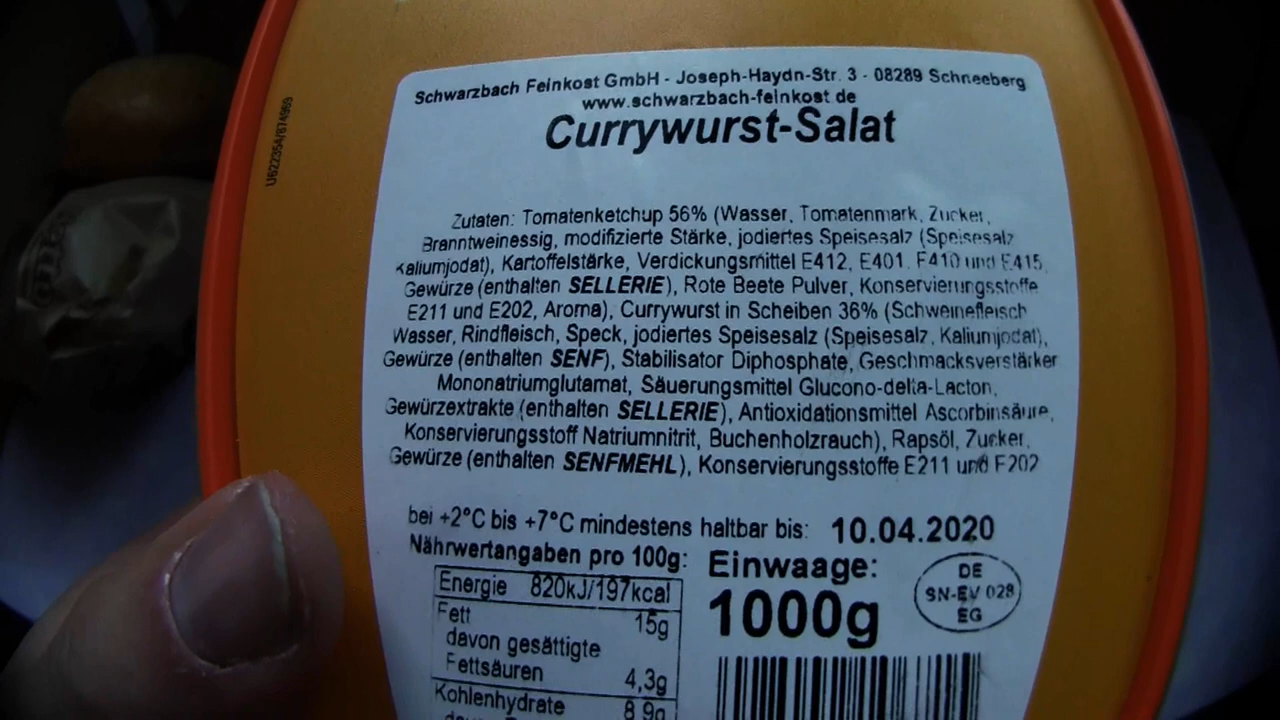 Schwarzbach Feinkost GmbH - Joseph-Haydn-Str. 3 - 08289 Schneeberg
www.schwarzbach-feinkost de
Currywurst-Salat
U622354/874969
Zutaten: Tomatenketchup 56% (Wasser, Tomatenmark, Zucker,
Branntweinessig, modifizierte Stärke, jodiertes Speisesalz (Speisesalz
Kaliumjodat), Kartoffelstärke, Verdickungsmittel E412, E401, E410 und E415,
Gewürze (enthalten SELLERIE), Rote Beete Pulver, Konservierungsstoffe
E211 und E202, Aroma), Currywurst in Scheiben 36% (Schweinefleisch
Wasser, Rindfleisch, Speck, jodiertes Speisesalz (Speisesalz, Kaliumjodat),
Gewürze (enthalten SENF), Stabilisator Diphosphate, Geschmacksverstärker
Mononatriumglutamat, Säuerungsmittel Glucono-delta-Lacton,
Gewürzextrakte (enthalten SELLERIE), Antioxidationsmittel Ascorbinsäure,
Konservierungsstoff Natriumnitrit, Buchenholzrauch), Rapsöl, Zucker,
Gewürze (enthalten SENFMEHL), Konservierungsstoffe E211 und E202
bei +2°C bis +7°C mindestens haltbar bis: 10.04.2020
Nährwertangaben pro 100g:
Energie 820kJ/197kcal
Fett 15g
davon gesättigte
Fettsäuren 4,3g
Kohlenhydrate 8,9g
Einwaage:
1000g
DE
SN-EV 028
EG